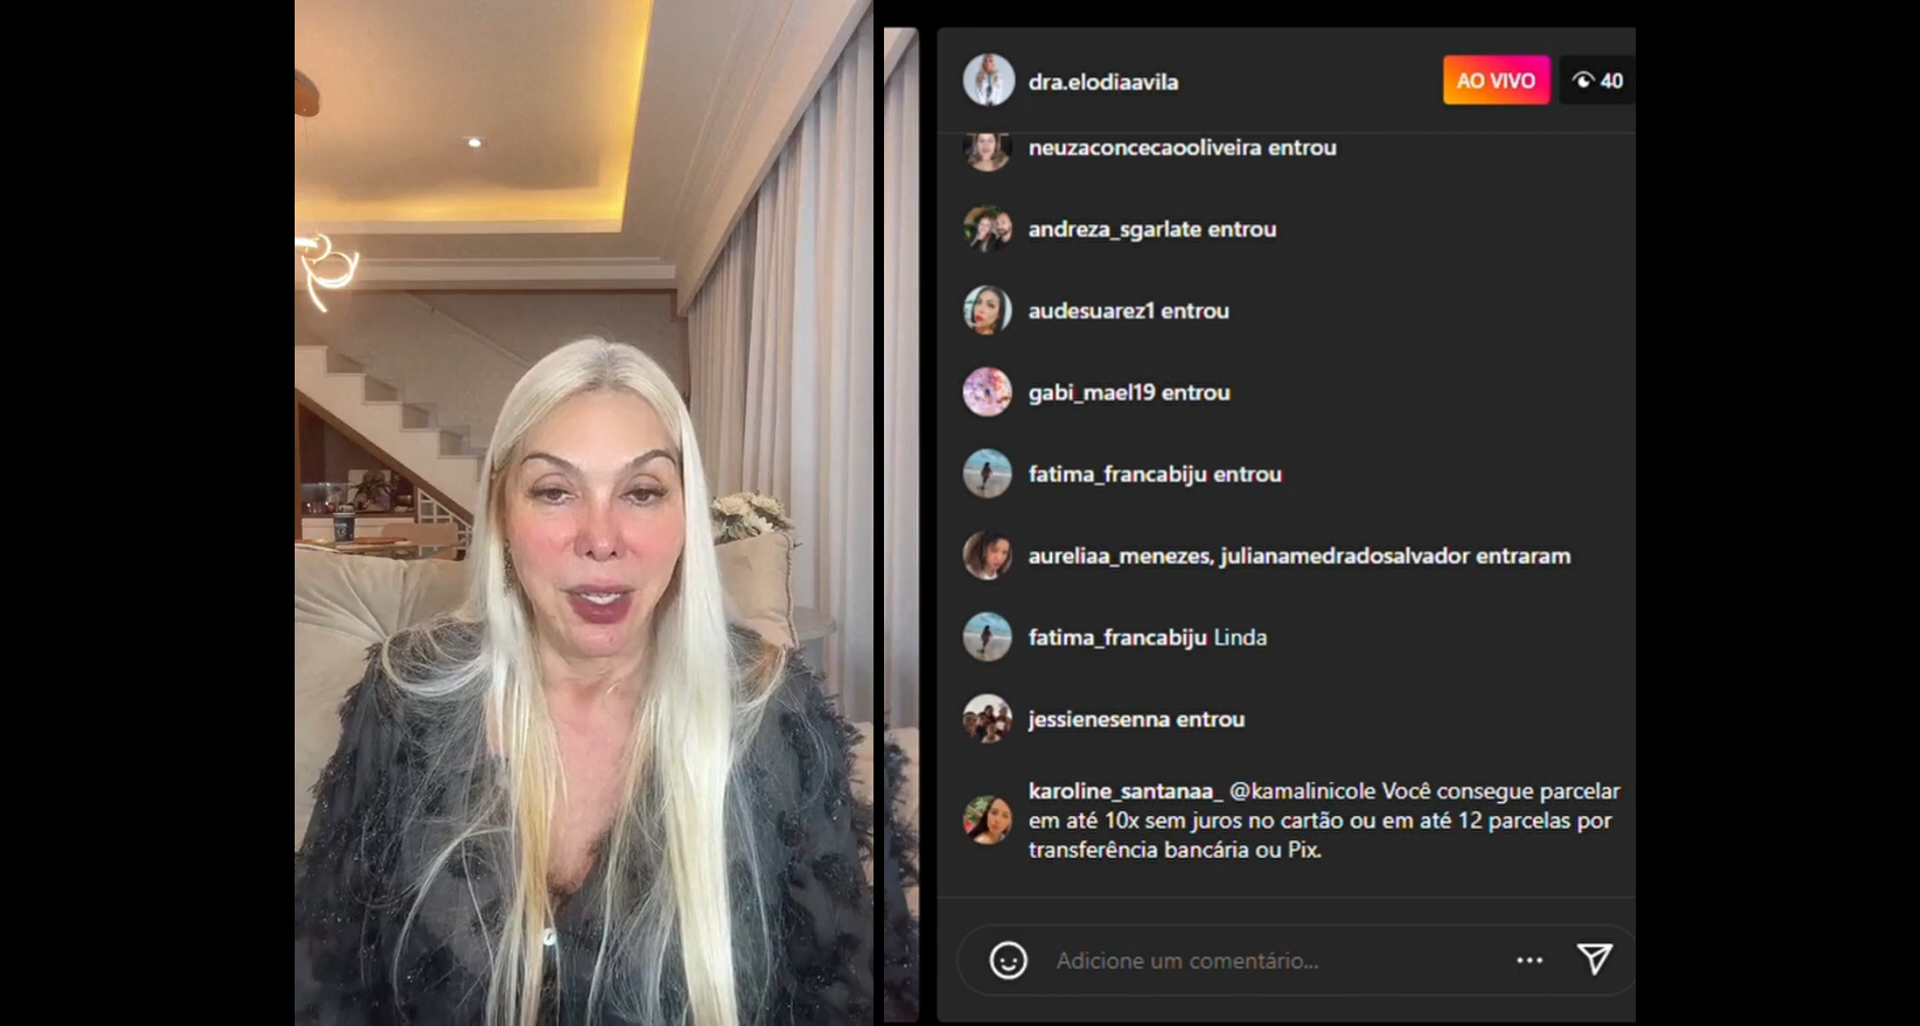 dra.elodiaavila
AO VIVO
40
neuzaconcecaooliveira entrou
andreza_sgarlate entrou
audesuarez1 entrou
gabi_mael19 entrou
fatima_francabiju entrou
aureliaa_menezes, julianamedradosalvador entraram
fatima_francabiju Linda
jessienesenna entrou
karoline_santanaa_ @kamalinicole Você consegue parcelar
em até 10x sem juros no cartão ou em até 12 parcelas por
transferência bancária ou Pix.
Adicione um comentário...